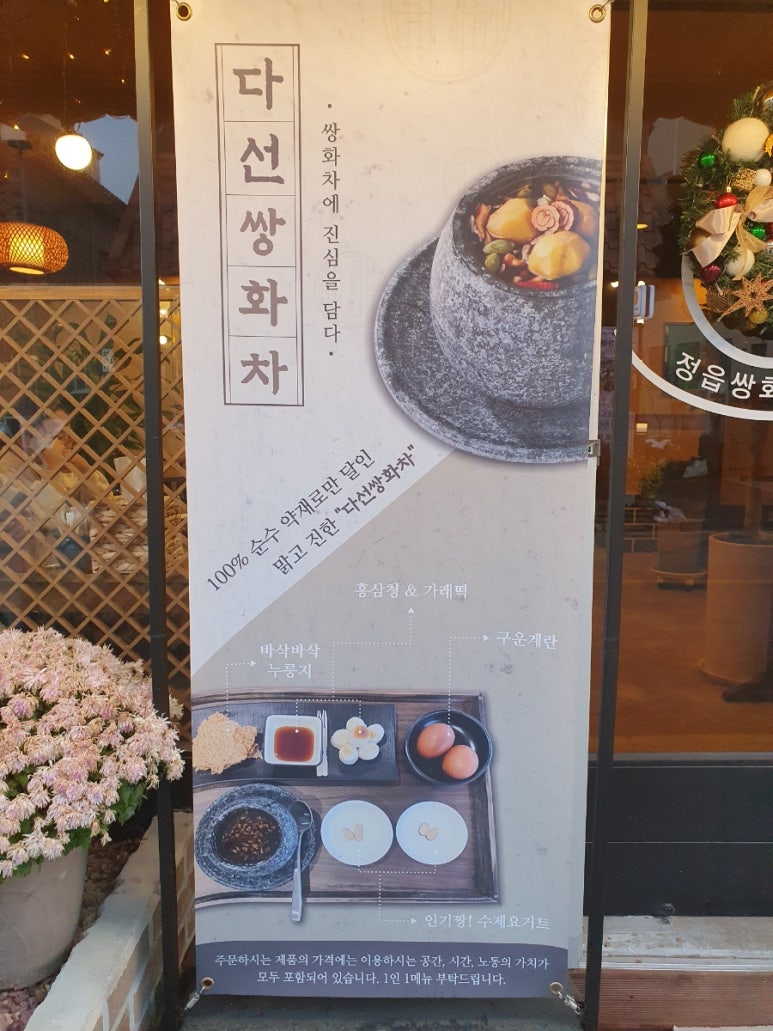 다선쌍화차
· 쌍화차에 진심을 담다 ·
100% 순수 약재로만 달인
맑고 진한 "다선쌍화차"
홍삼청 & 가래떡
바삭바삭
누룽지
구운계란
인기짱! 수제요거트
주문하시는 제품의 가격에는 이용하시는 공간, 시간, 노동의 가치가
모두 포함되어 있습니다. 1인 1메뉴 부탁드립니다.
정읍쌍화